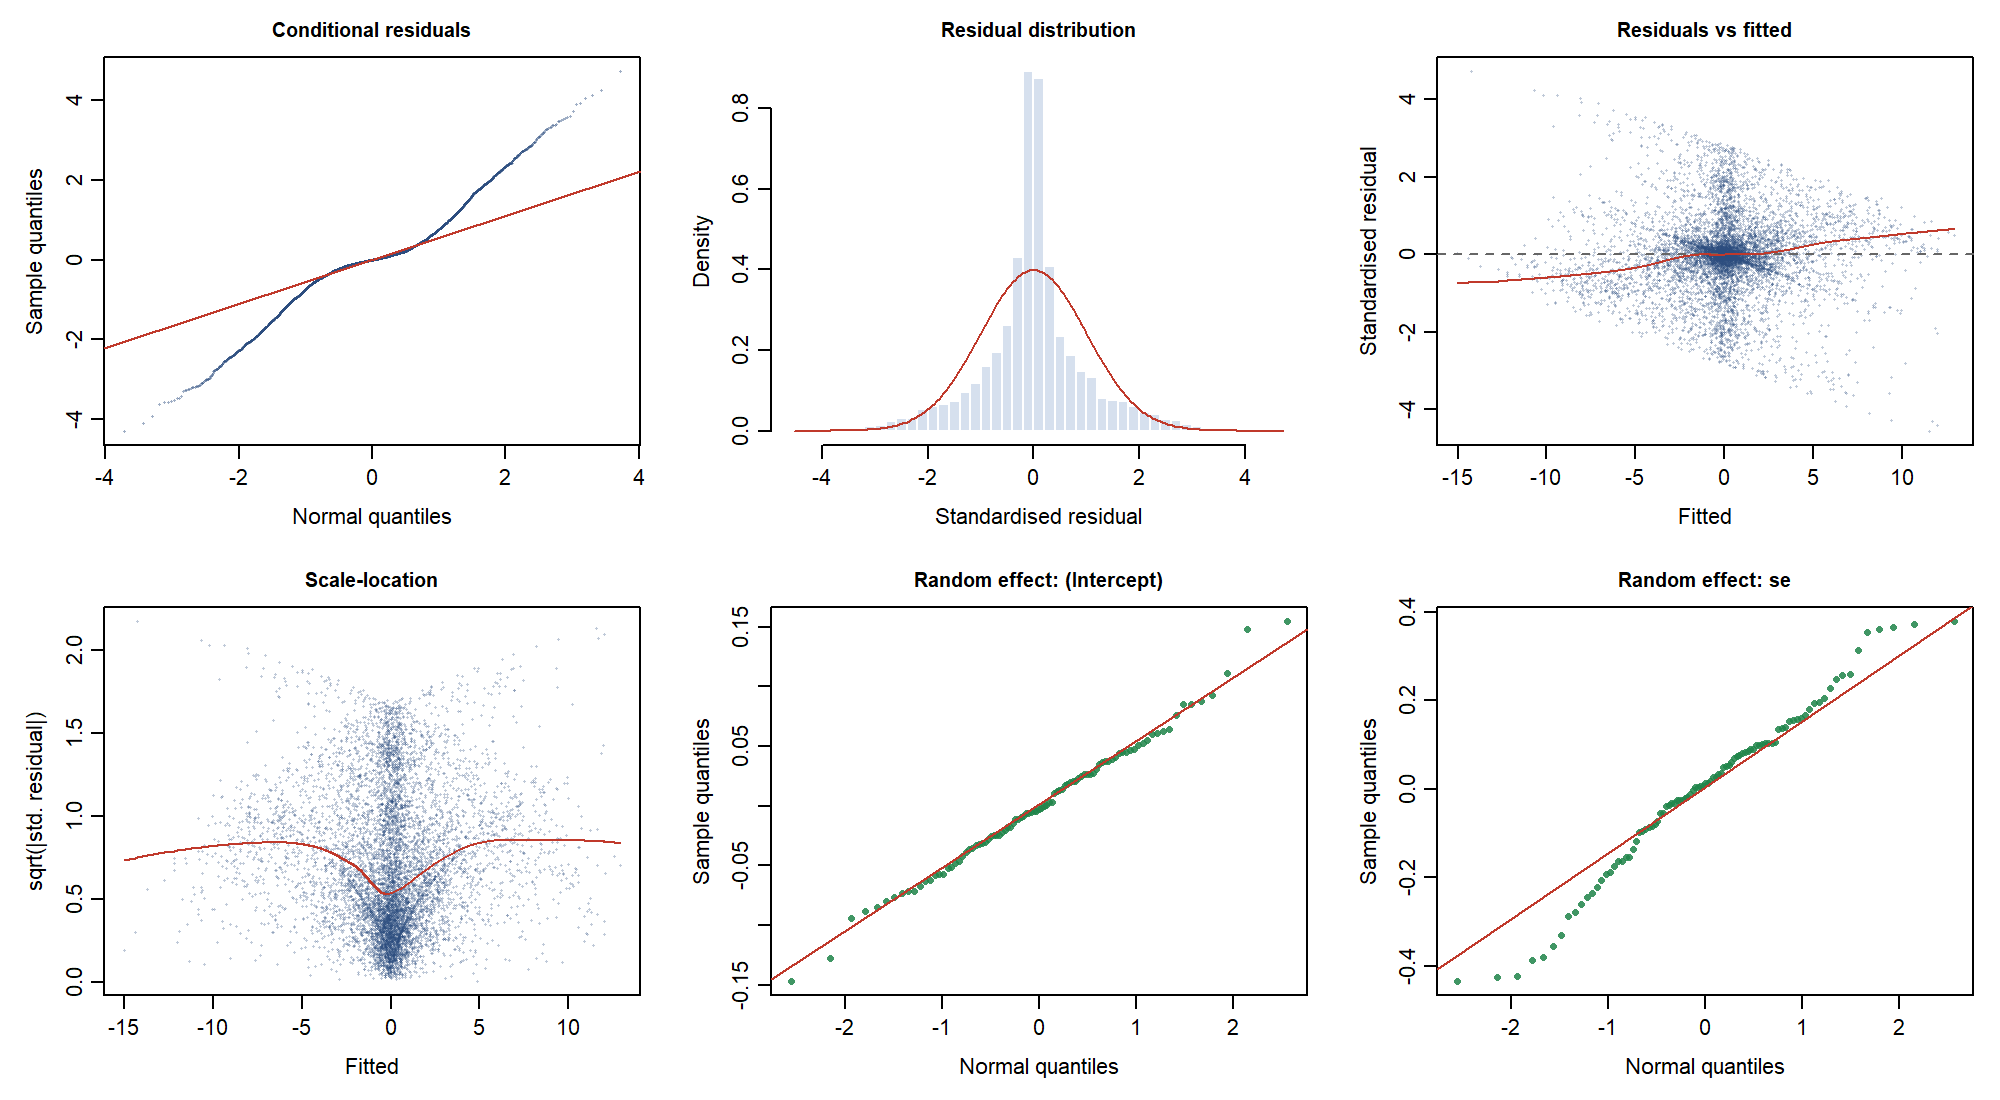 Conditional residuals
Sample quantiles
4
2
0
-2
-4
-4 -2 0 2 4
Normal quantiles
Residual distribution
Density
0.8
0.6
0.4
0.2
0.0
-4 -2 0 2 4
Standardised residual
Residuals vs fitted
Standardised residual
4
2
0
-2
-4
-15 -10 -5 0 5 10
Fitted
Scale-location
sqrt(|std. residual|)
2.0
1.5
1.0
0.5
0.0
-15 -10 -5 0 5 10
Fitted
Random effect: (Intercept)
Sample quantiles
0.15
0.05
-0.05
-0.15
-2 -1 0 1 2
Normal quantiles
Random effect: se
Sample quantiles
0.4
0.2
0.0
-0.2
-0.4
-2 -1 0 1 2
Normal quantiles